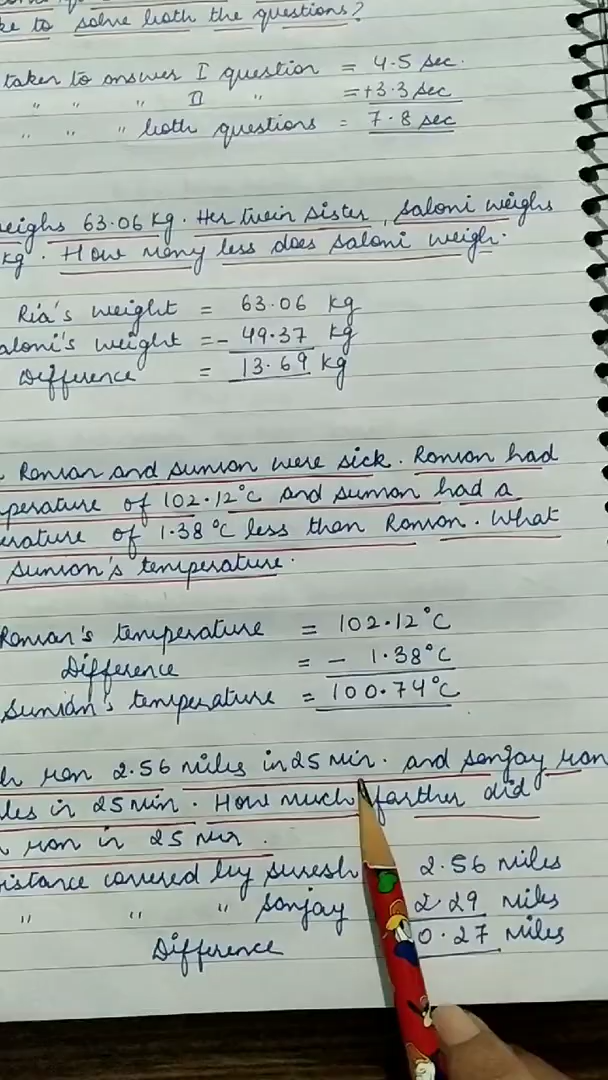 ke to solve both the questions?
taken to answer I question = 4.5 sec.
" " " II " = +3.3 sec
" " " both questions = 7.8 sec
weighs 63.06 kg. Her twin sister, Saloni weighs
kg. How many less does Saloni weigh.
Ria's weight = 63.06 kg
aloni's weight = - 49.37 kg
Difference = 13.69 kg
Roman and Suman were sick. Roman had
perature of 102.12°C and Suman had a
erature of 1.38°C less than Roman. What
Suman's temperature.
Roman's temperature = 102.12°C
Difference = - 1.38°C
Suman's temperature = 100.74°C
h ran 2.56 miles in 25 Min. and Sanjay ran
les in 25 Min. How much farther did
h ran in 25 Min.
istance covered by Suresh 2.56 Miles
" " " Sanjay 2.29 Miles
Difference 0.27 Miles